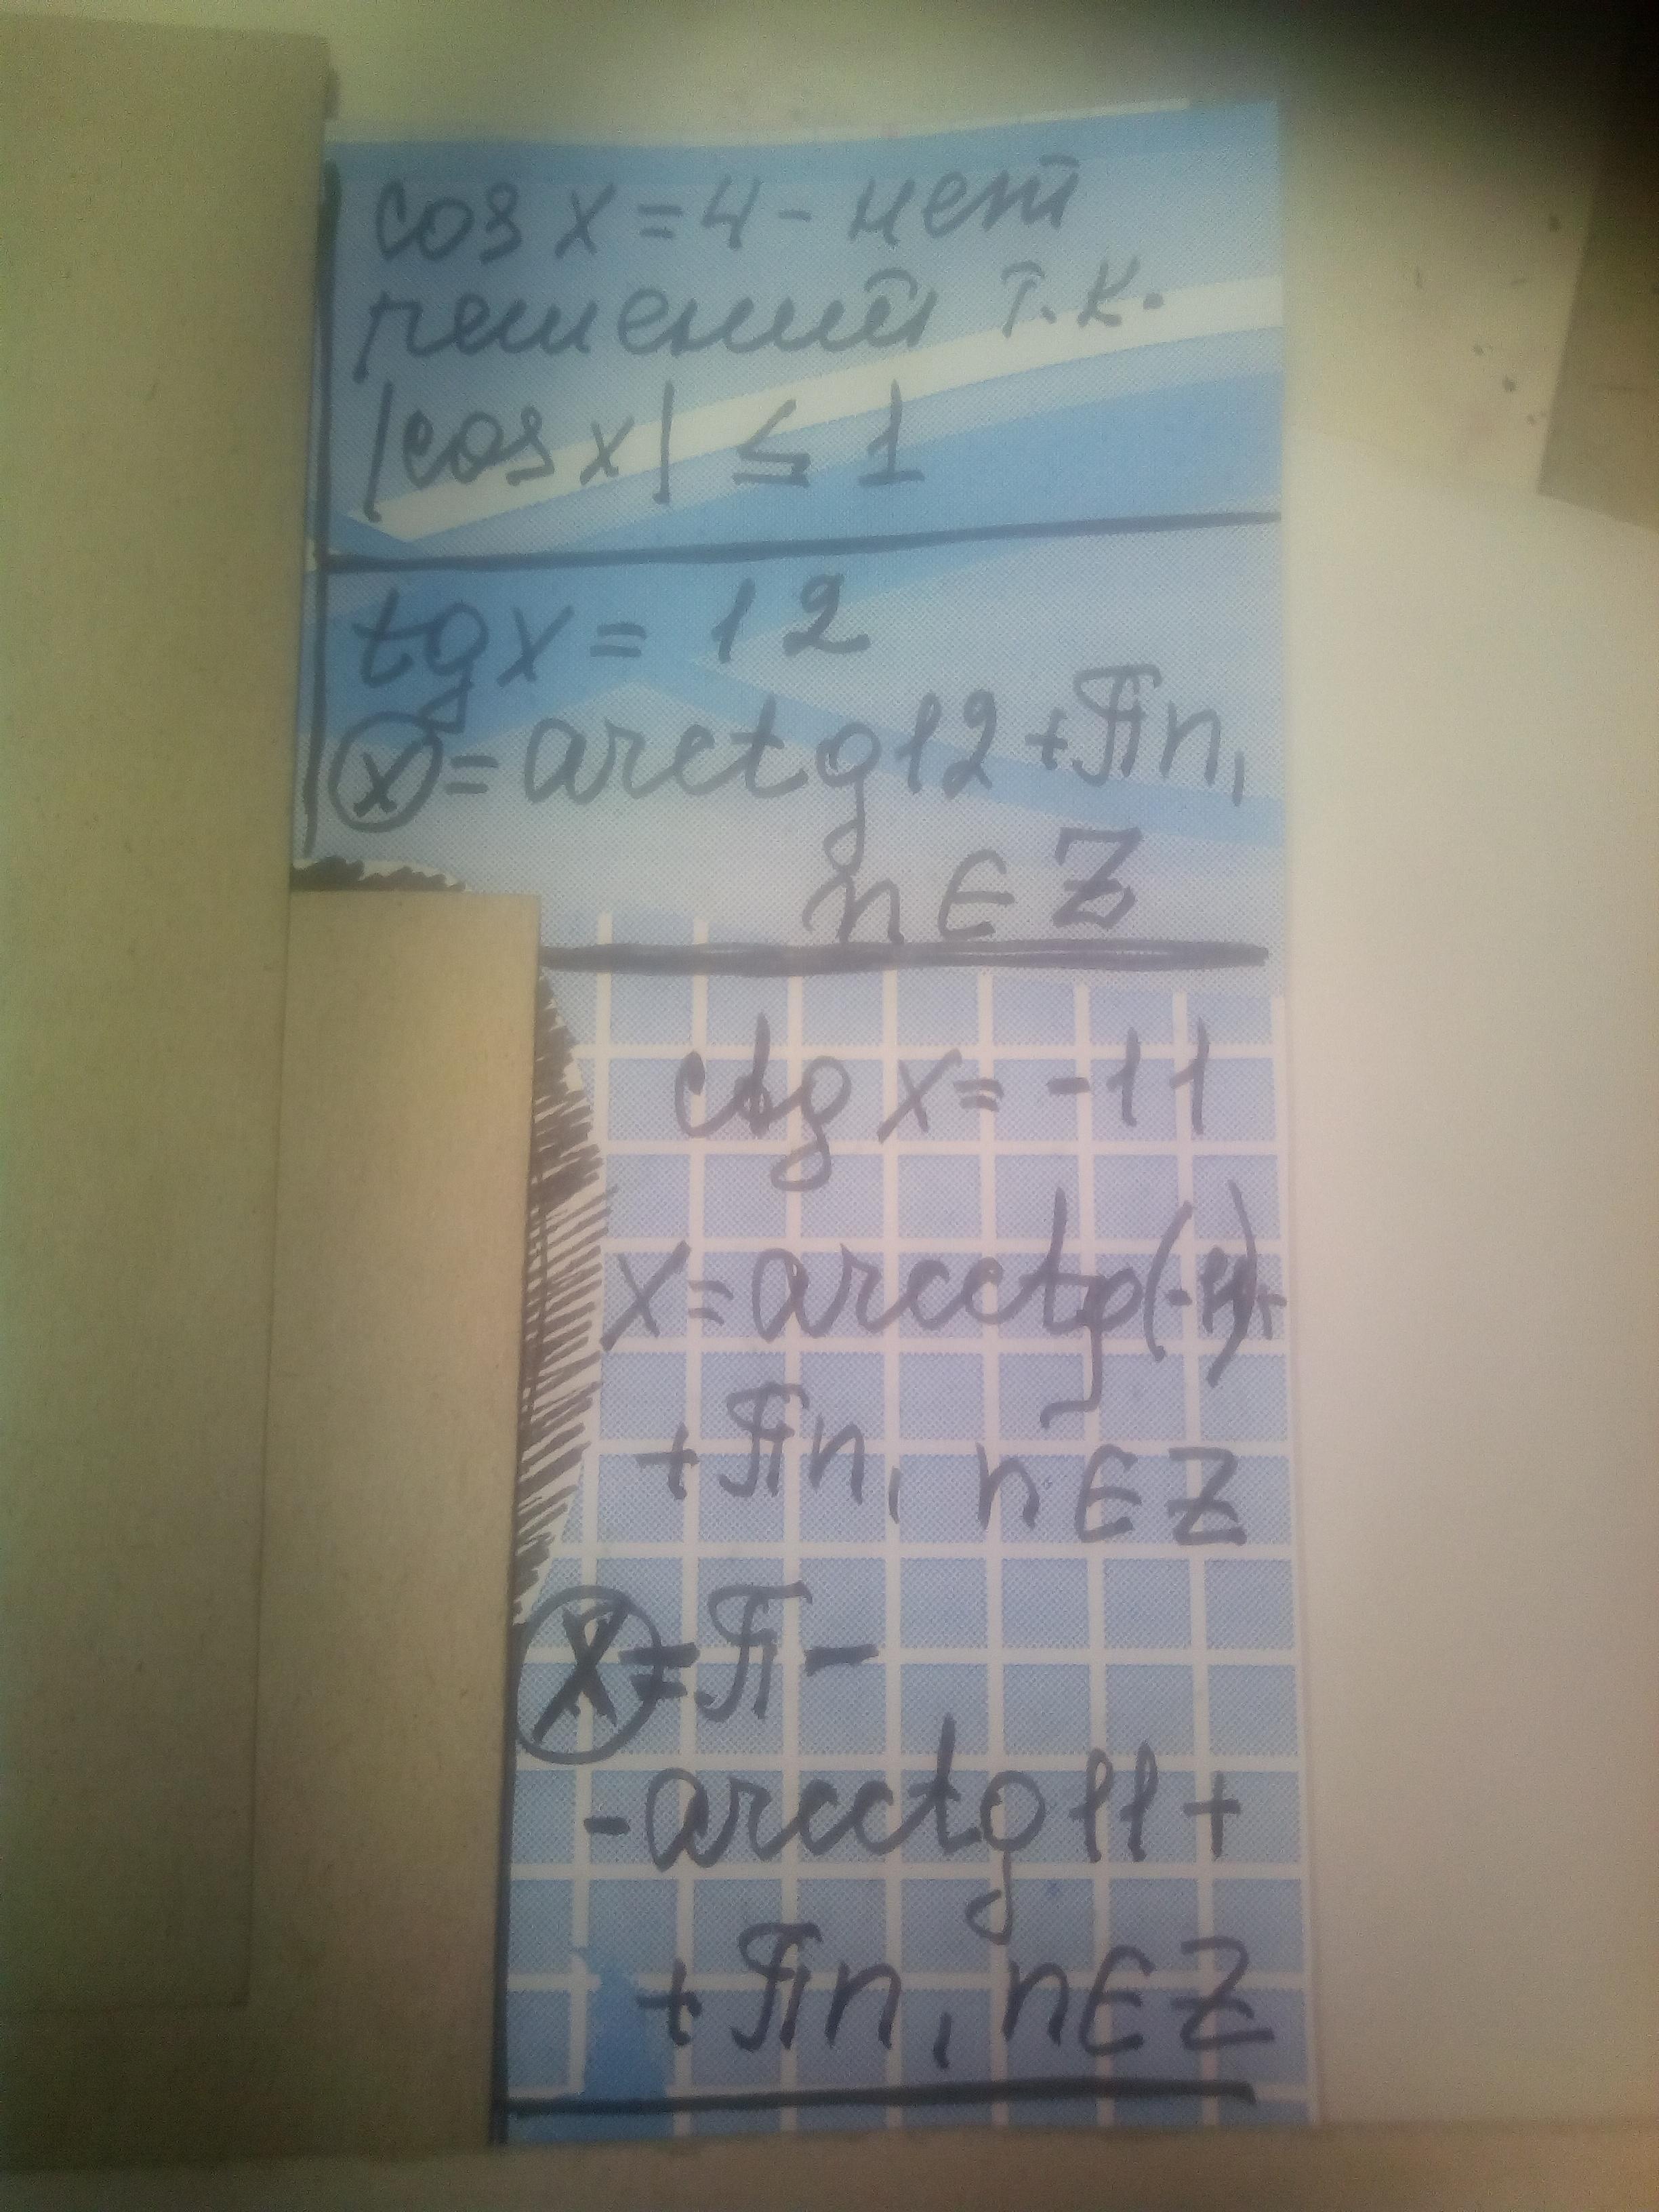 cos x = 4 - нет
решений т.к.
|cos x| ≤ 1
tg x = 12
x = arctg 12 + πn,
n ∈ Z
ctg x = -11
x = arcctg(-11)+
+ πn, n ∈ Z
x = π -
- arcctg 11 +
+ πn, n ∈ Z